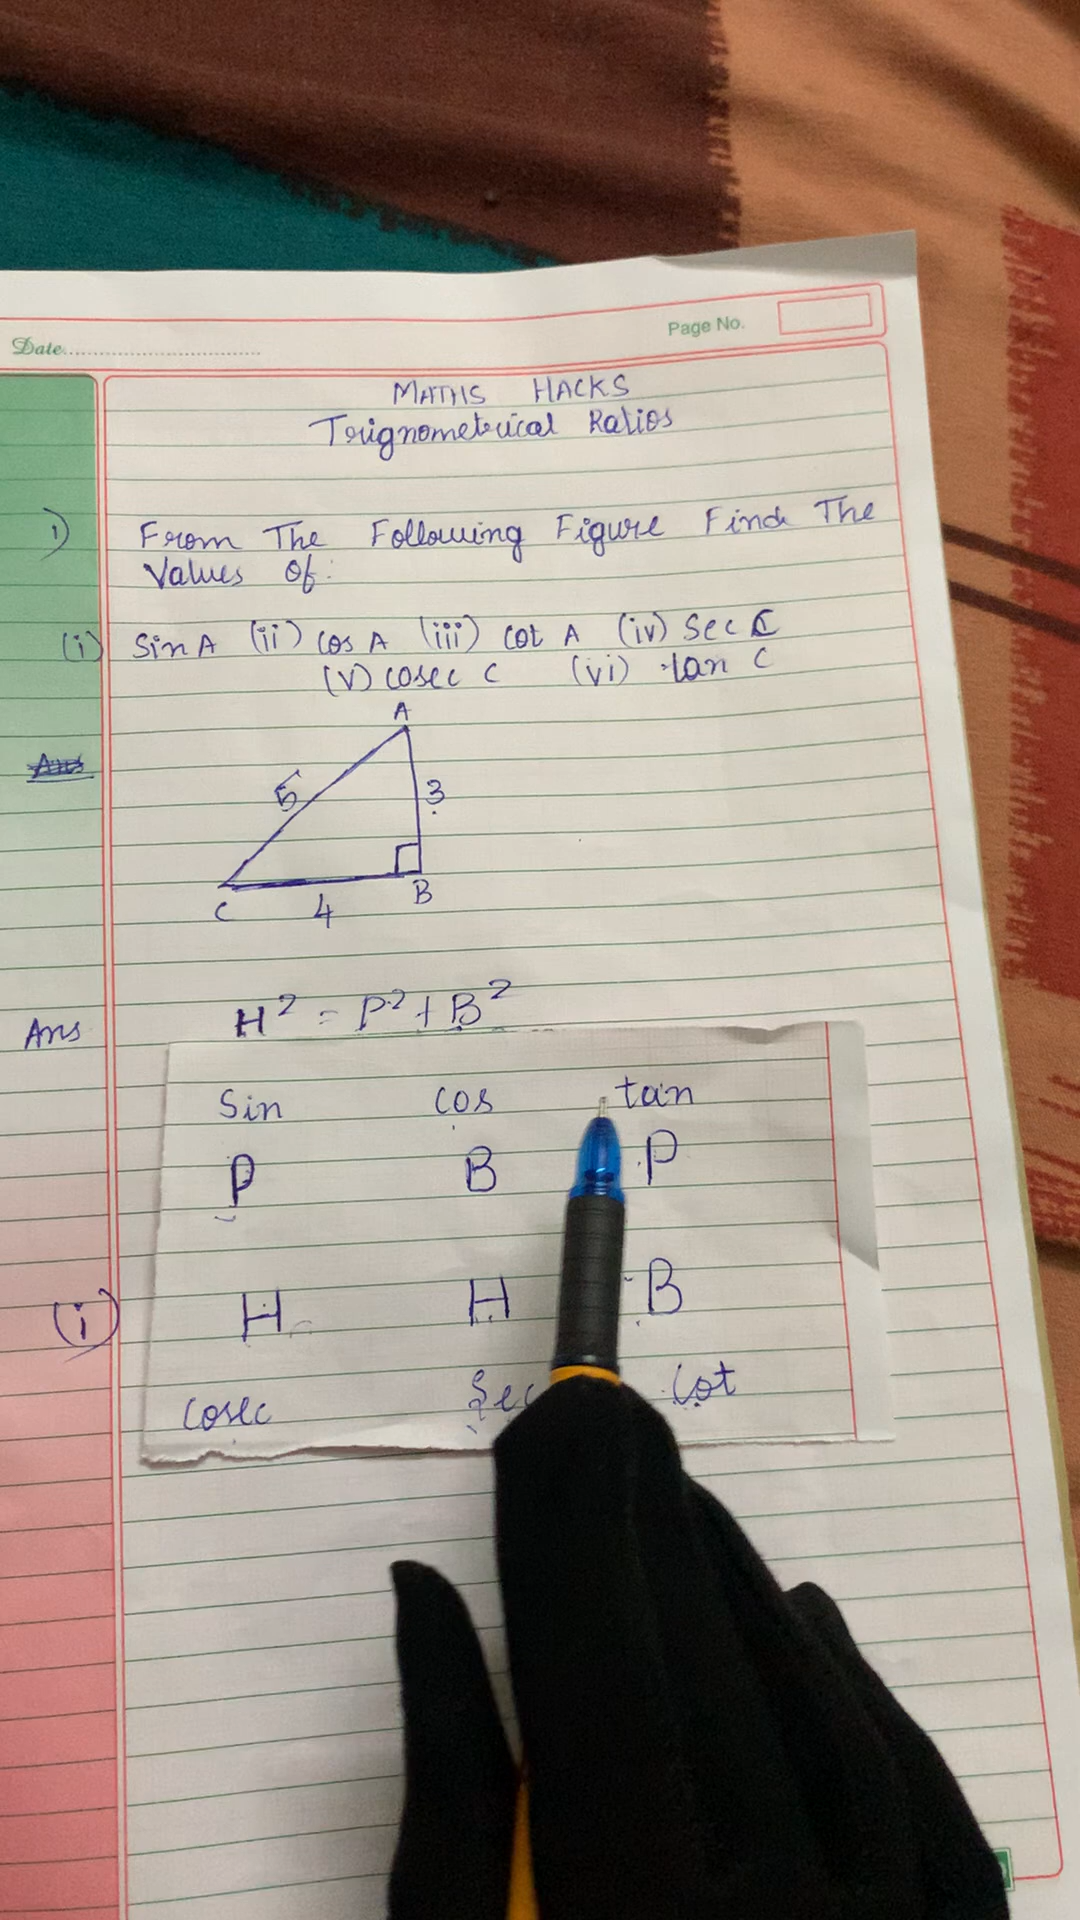 Date
Page No.
MATHS HACKS
Trignometrical Ratios
1) From The Following Figure Find The
Values Of:
(i) Sin A (ii) cos A (iii) cot A (iv) sec C
(v) cosec C (vi) tan C
A
5 3
C 4 B
Ans H² = P² + B²
Sin cos tan
P B P
(i) H H B
Cosec Sec Cot